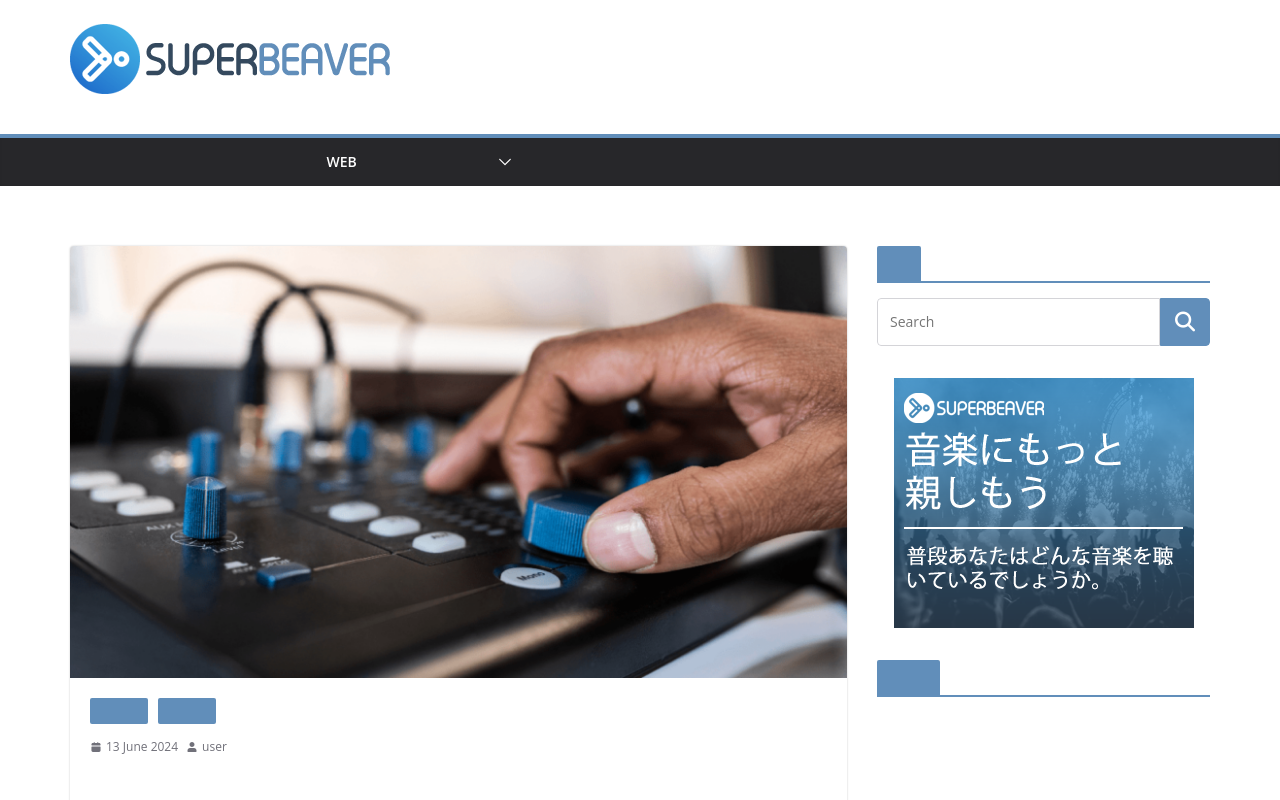 SUPERBEAVER
WEB
Search
SUPERBEAVER
音楽にもっと
親しもう
普段あなたはどんな音楽を聴
いているでしょうか。
Mono
13 June 2024
user